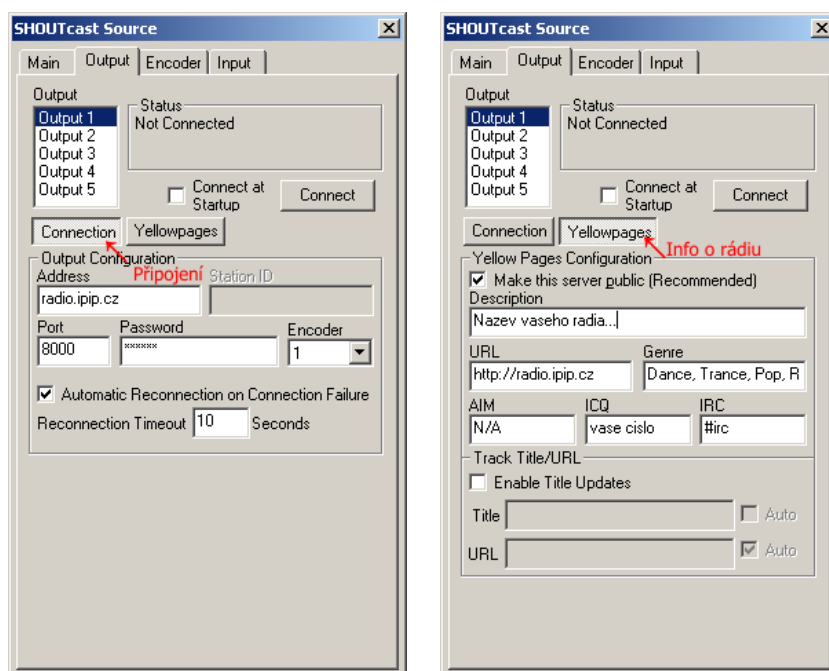 SHOUTcast Source
Main Output Encoder Input
Output
Output 1
Output 2
Output 3
Output 4
Output 5
Status
Not Connected
Connect at Startup
Connect
Connection Yellowpages
Připojení
Output Configuration
Address Station ID
radio.ipip.cz
Port Password Encoder
8000 ****** 1
Automatic Reconnection on Connection Failure
Reconnection Timeout 10 Seconds
SHOUTcast Source
Main Output Encoder Input
Output
Output 1
Output 2
Output 3
Output 4
Output 5
Status
Not Connected
Connect at Startup
Connect
Connection Yellowpages
Info o rádiu
Yellow Pages Configuration
Make this server public (Recommended)
Description
Nazev vaseho radia...
URL Genre
http://radio.ipip.cz Dance, Trance, Pop, R
AIM ICQ IRC
N/A vase cislo #irc
Track Title/URL
Enable Title Updates
Title Auto
URL Auto